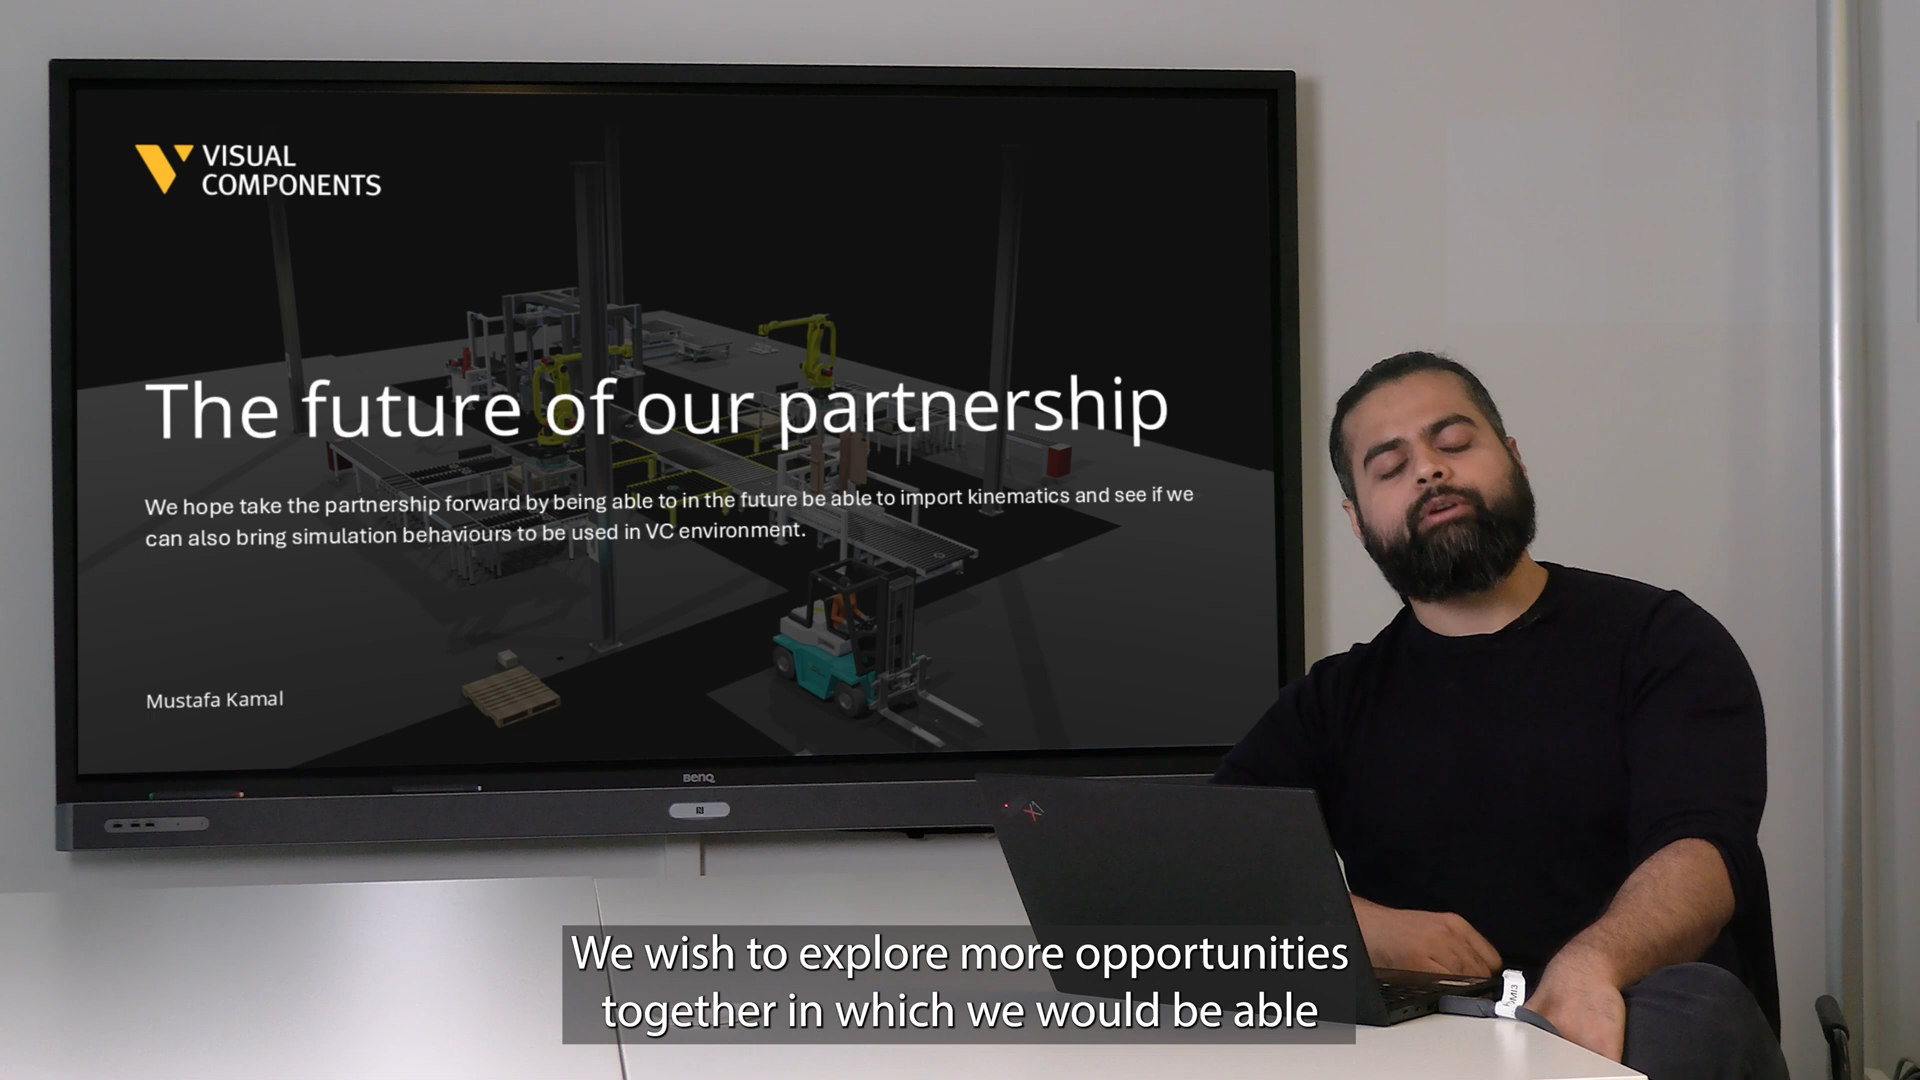 VISUAL
COMPONENTS
The future of our partnership
We hope take the partnership forward by being able to in the future be able to import kinematics and see if we
can also bring simulation behaviours to be used in VC environment.
Mustafa Kamal
BenQ
X1
HDMI3
We wish to explore more opportunities
together in which we would be able